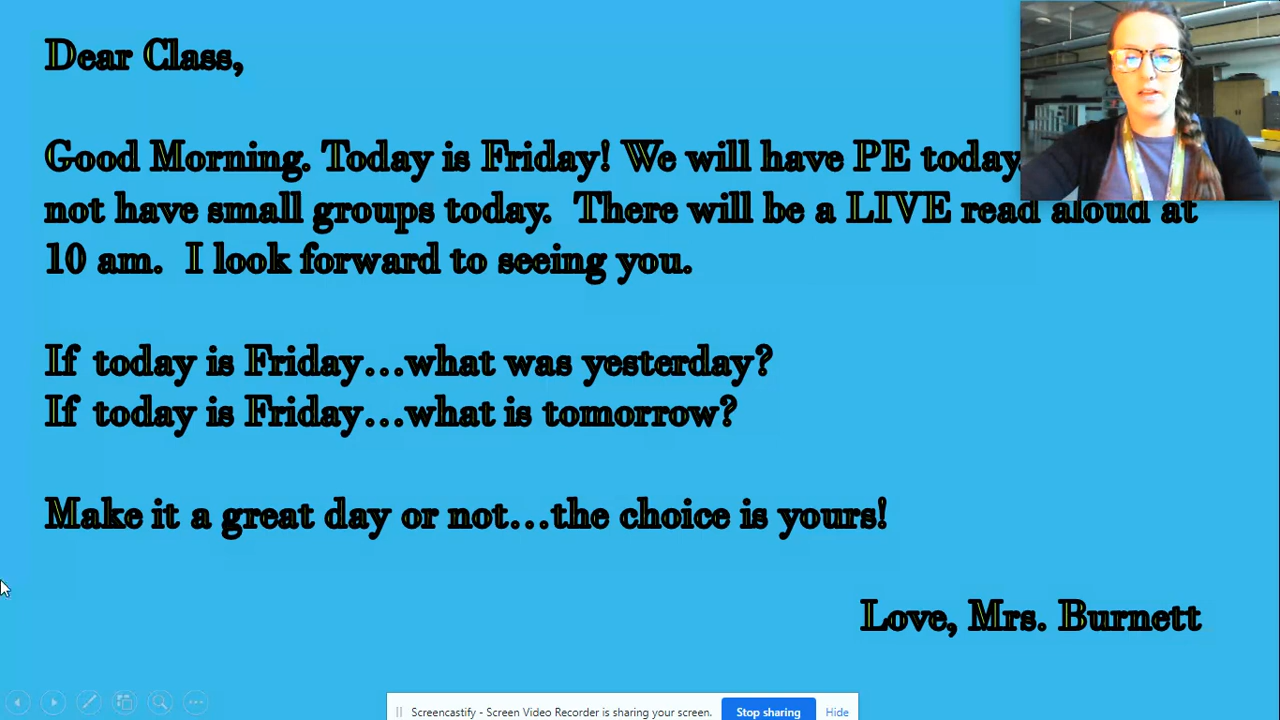 Dear Class,
Good Morning. Today is Friday! We will have PE today.
not have small groups today. There will be a LIVE read aloud at
10 am. I look forward to seeing you.
If today is Friday...what was yesterday?
If today is Friday...what is tomorrow?
Make it a great day or not...the choice is yours!
Love, Mrs. Burnett
Screencastify - Screen Video Recorder is sharing your screen. Stop sharing Hide